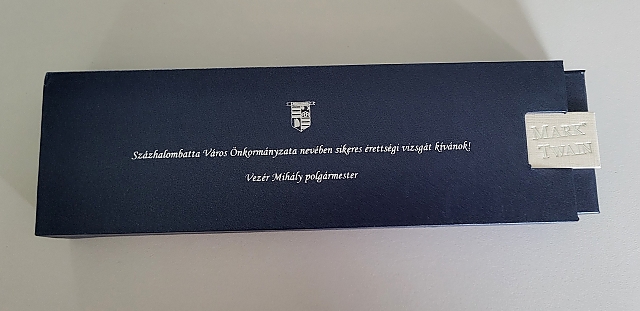 Százhalombatta Város Önkormányzata nevében sikeres érettségi vizsgát kívánok!
Vezér Mihály polgármester
MARK
TWAIN